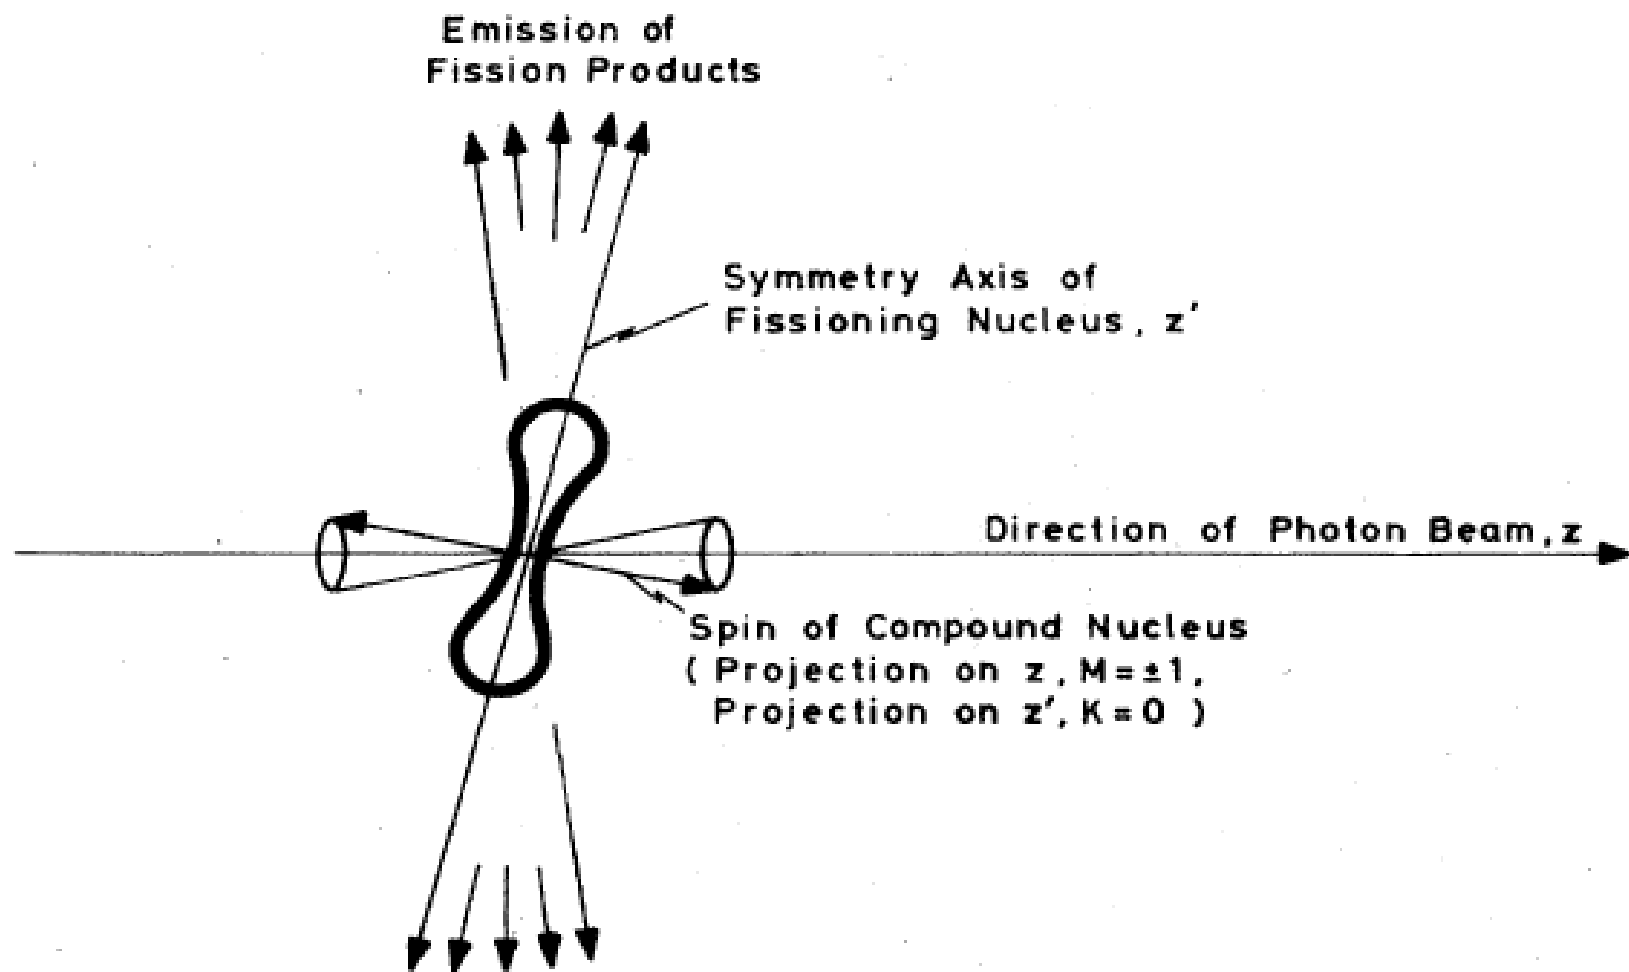 Emission of
Fission Products
Symmetry Axis of
Fissioning Nucleus, z'
Direction of Photon Beam, z
Spin of Compound Nucleus
( Projection on z, M = ±1,
Projection on z', K = 0 )